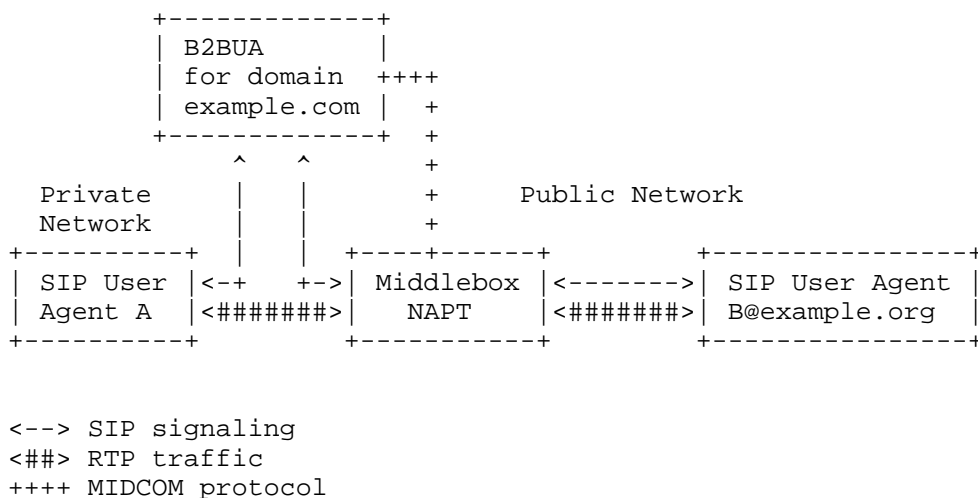 B2BUA
for domain ++++
example.com +
+
+
Private + Public Network
Network +
SIP User <-+ +-> Middlebox <-------> SIP User Agent
Agent A <#######> NAPT <#######> B@example.org
<--> SIP signaling
<##> RTP traffic
++++ MIDCOM protocol